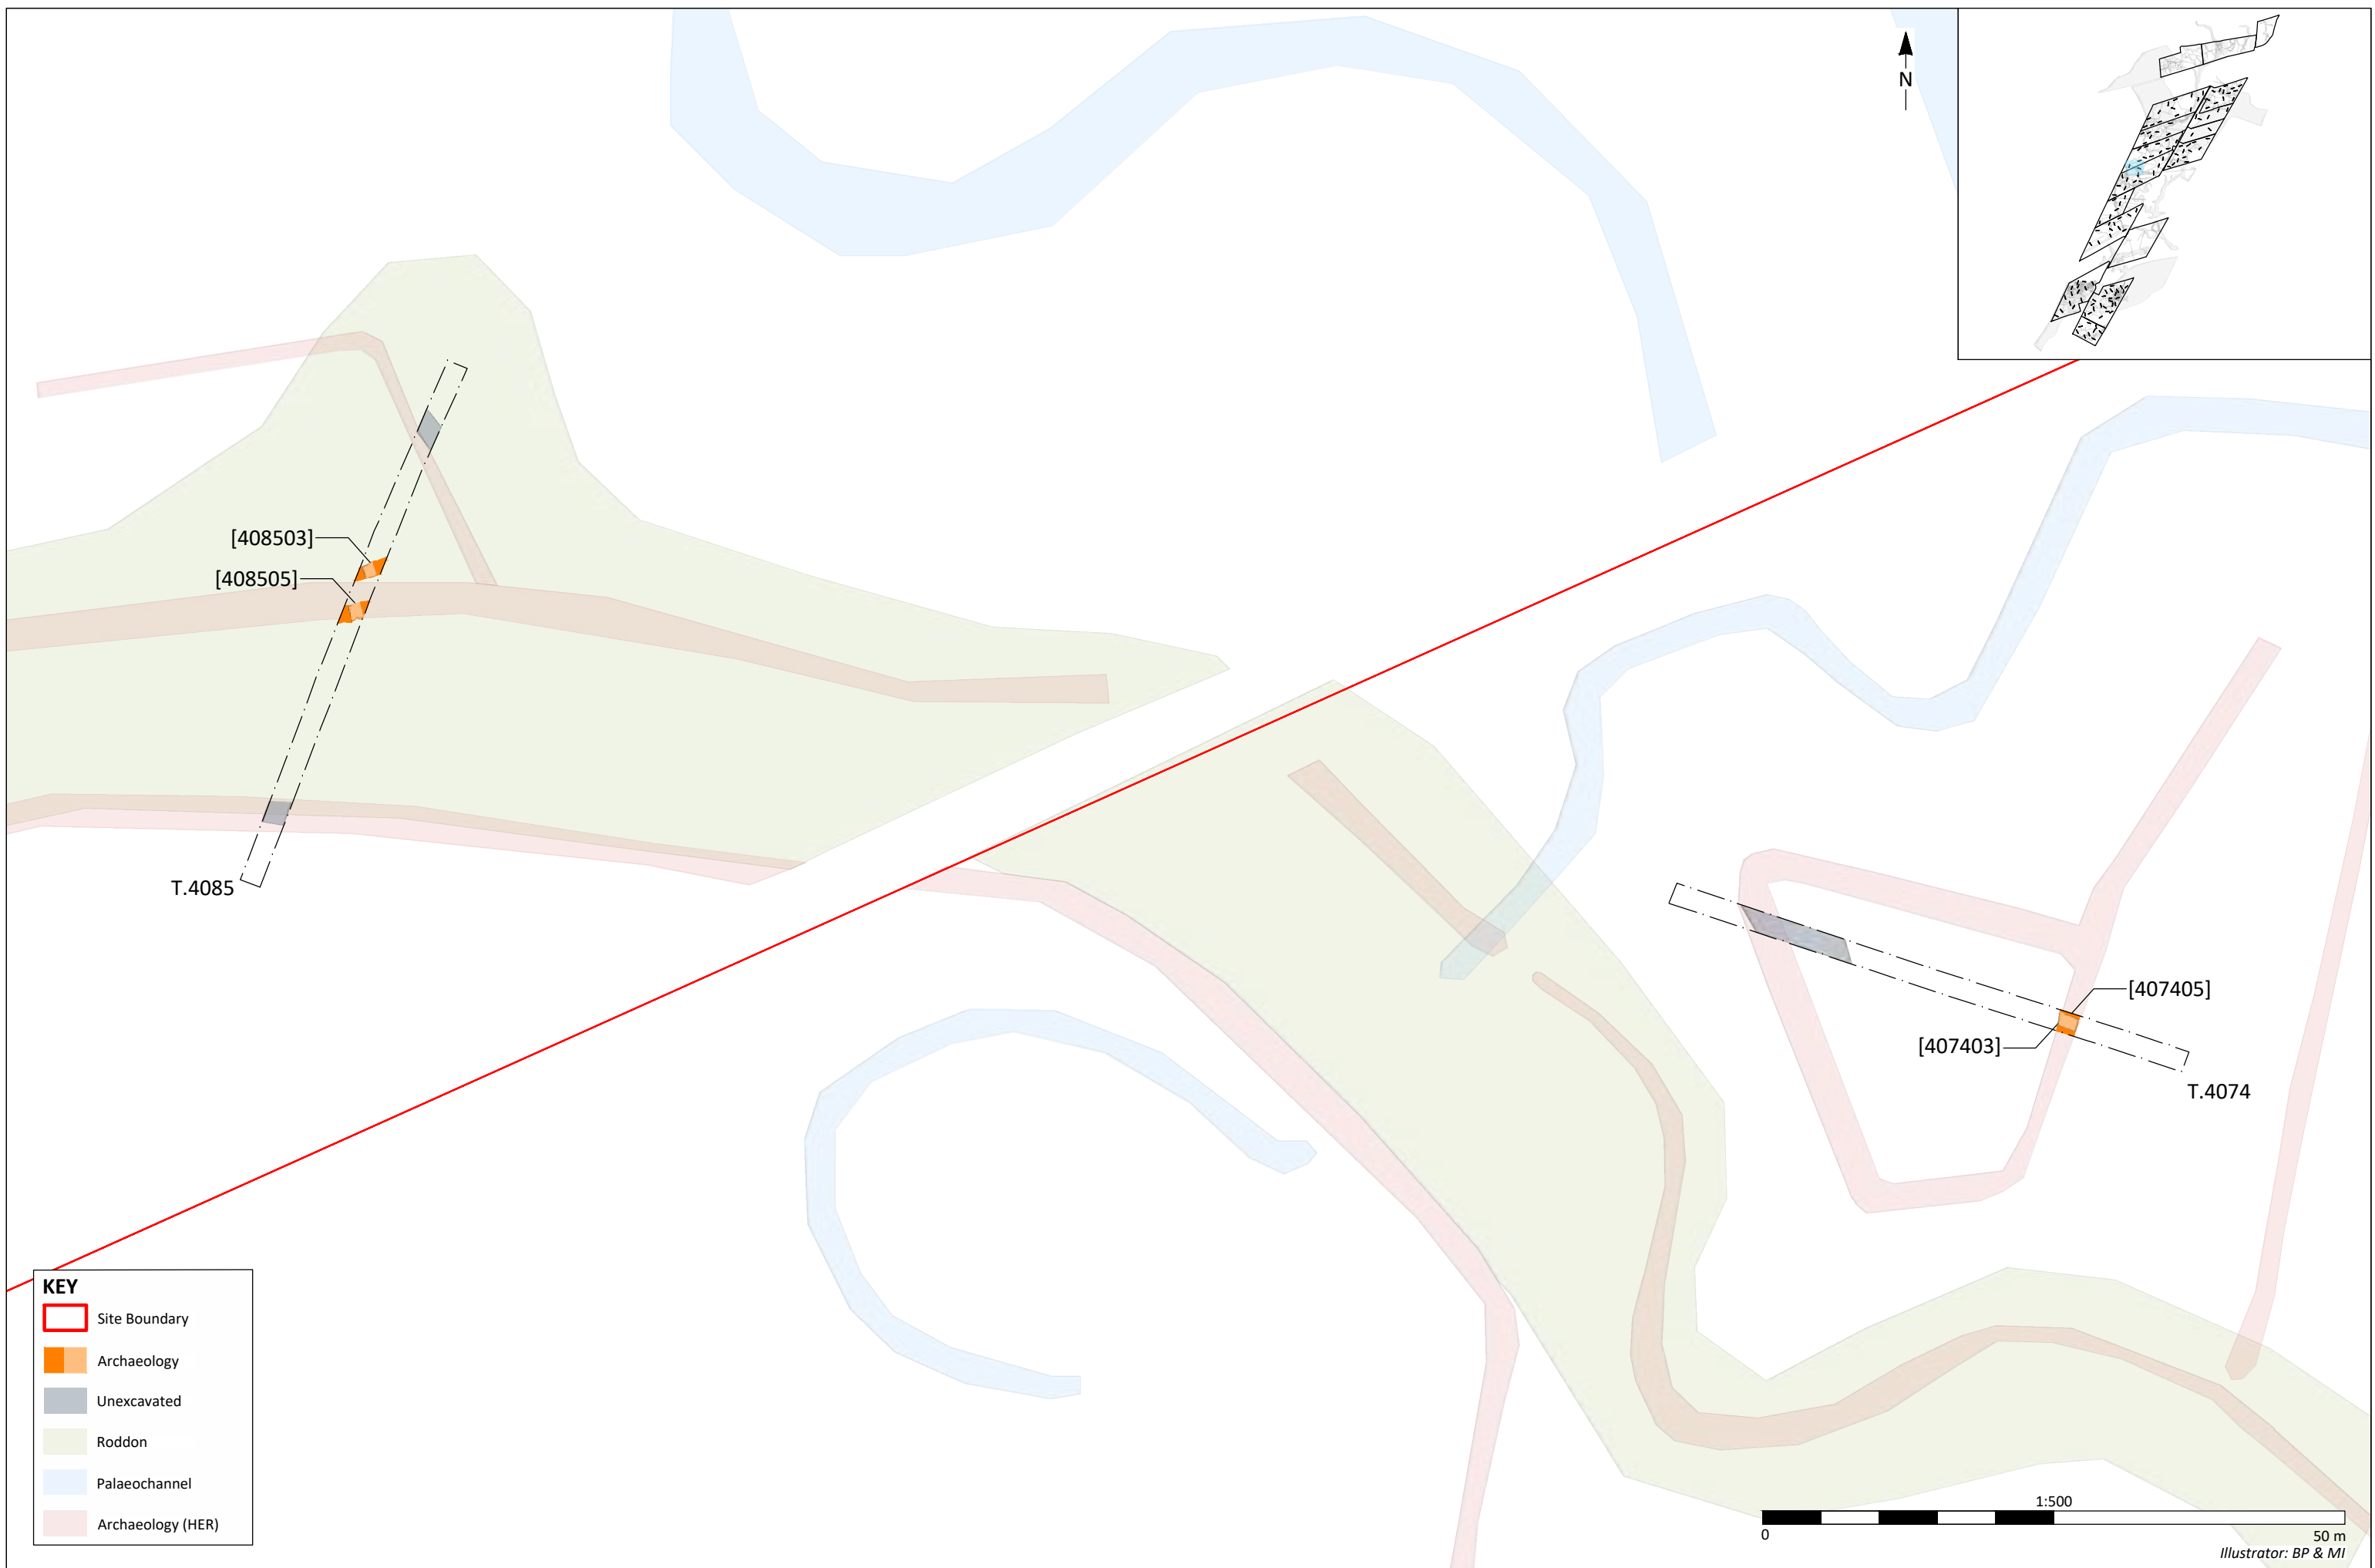 N
[408503]
[408505]
T.4085
[407405]
[407403]
T.4074
KEY
Site Boundary
Archaeology
Unexcavated
Roddon
Palaeochannel
Archaeology (HER)
1:500
0 50 m
Illustrator: BP & MI